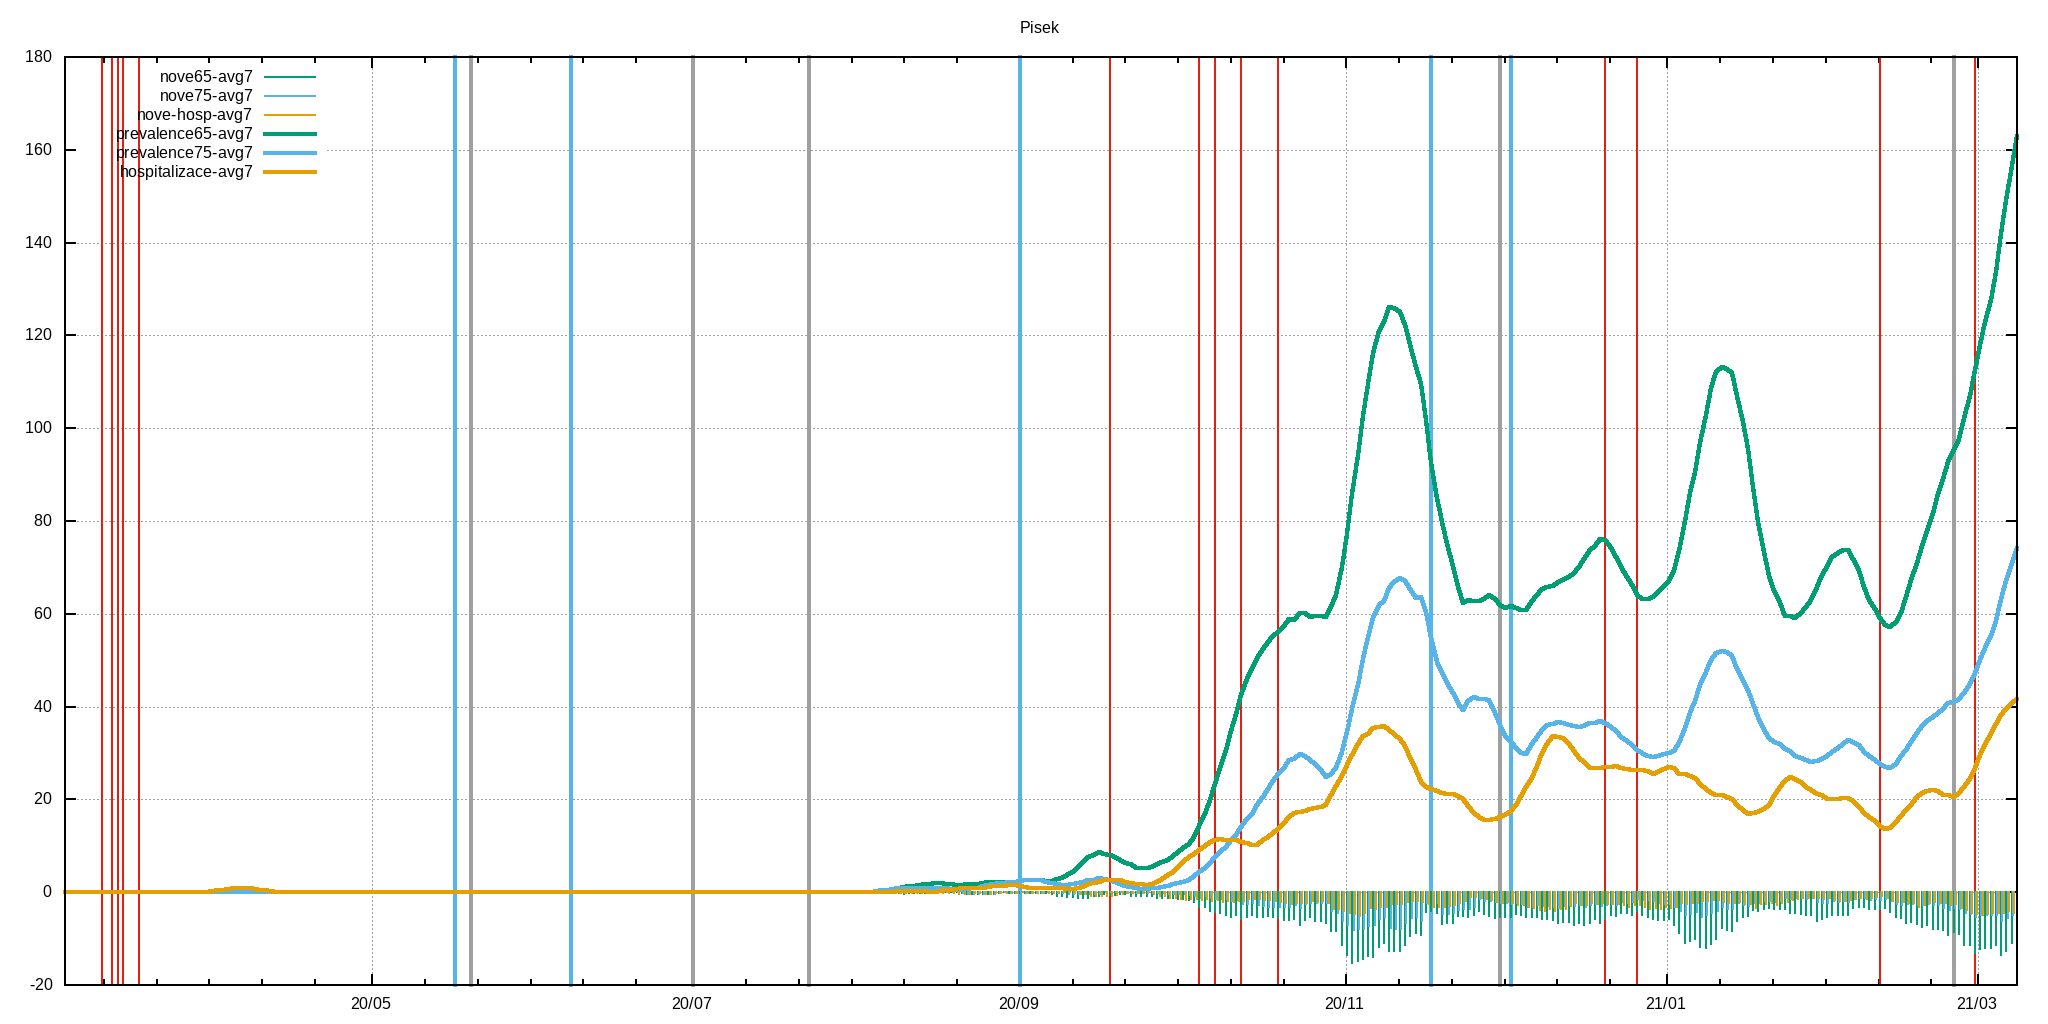 Pisek
180
160
140
120
100
80
60
40
20
0
-20
nove65-avg7
nove75-avg7
nove-hosp-avg7
prevalence65-avg7
prevalence75-avg7
hospitalizace-avg7
20/05 20/07 20/09 20/11 21/01 21/03